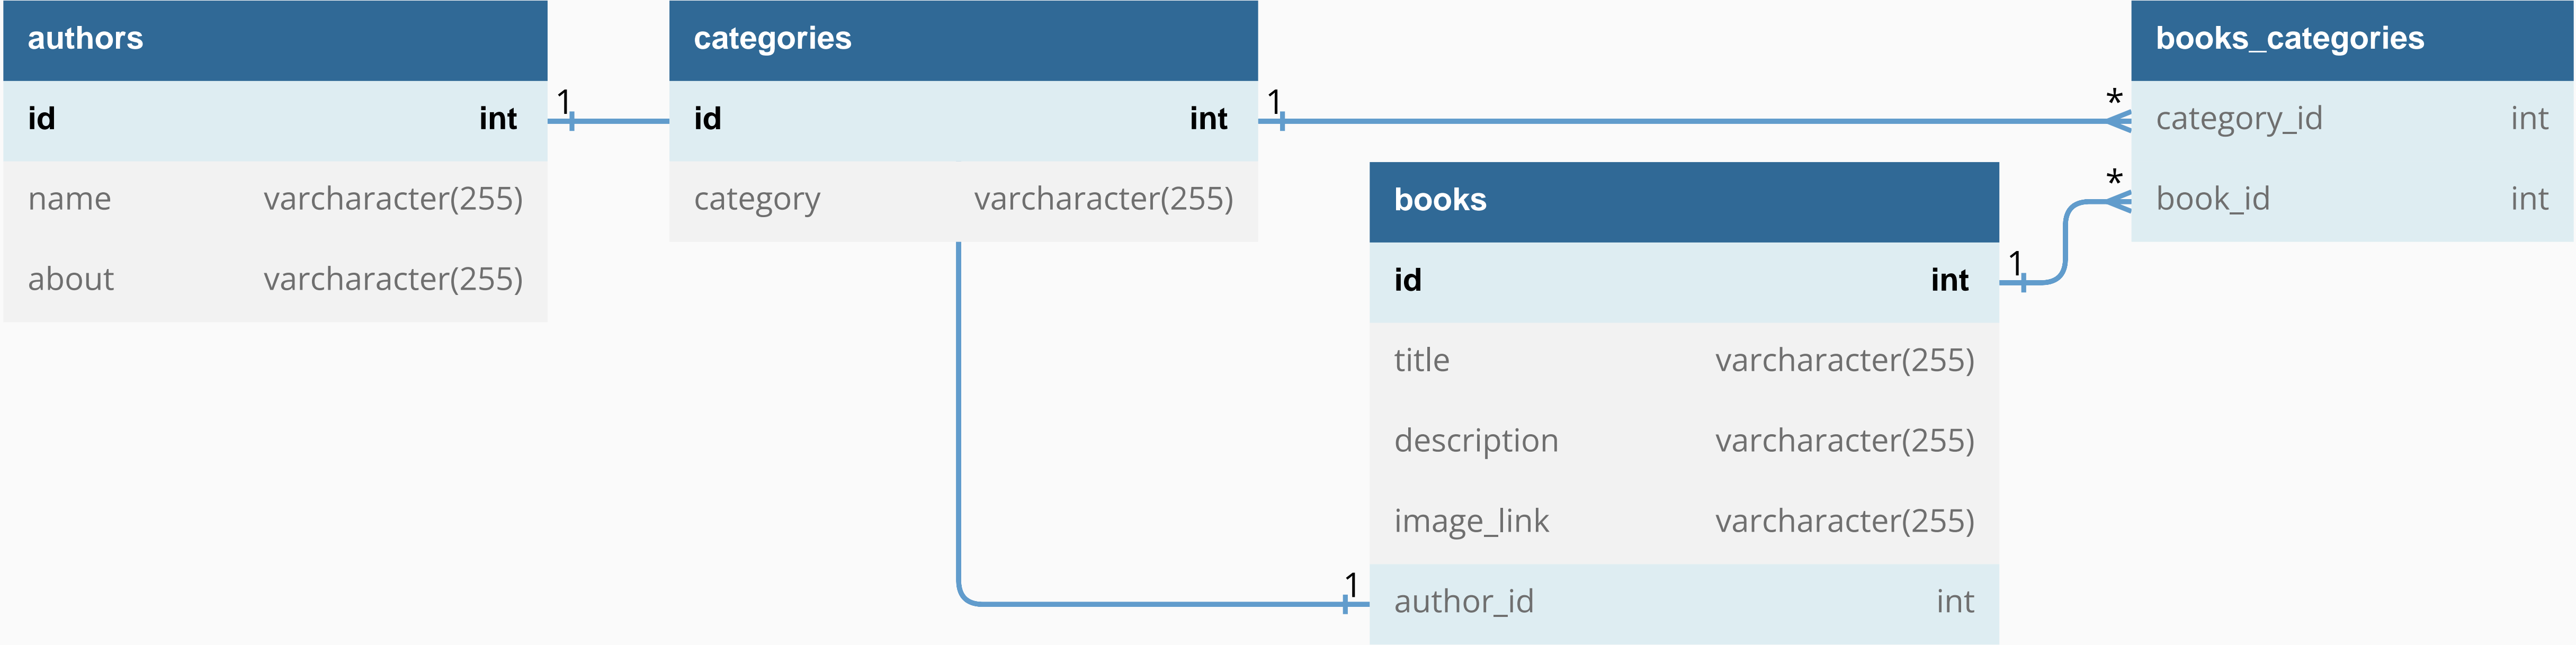 authors
id int
name varcharacter(255)
about varcharacter(255)
1
categories
id int
category varcharacter(255)
1
*
books_categories
category_id int
*
book_id int
books
1
id int
title varcharacter(255)
description varcharacter(255)
image_link varcharacter(255)
1
author_id int